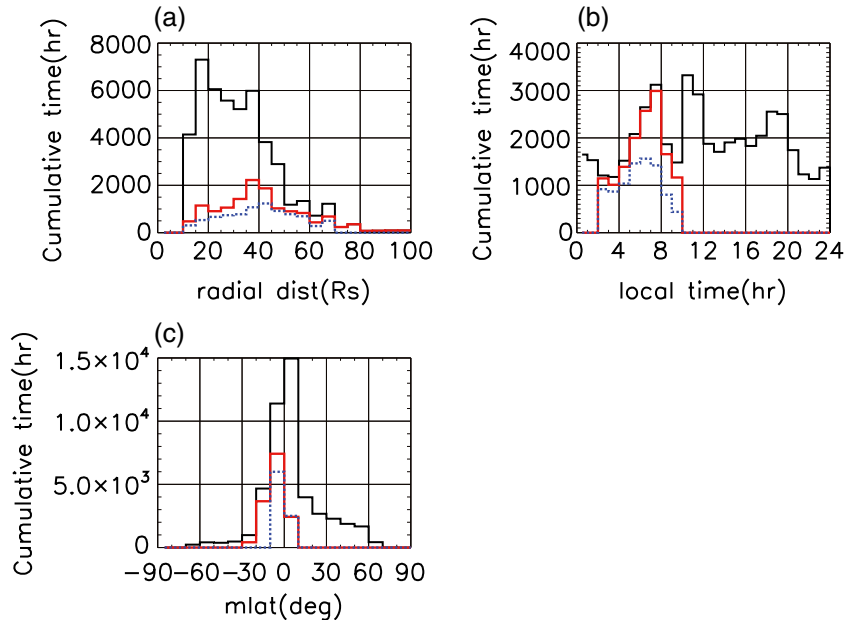 (a)
Cumulative time(hr)
8000
6000
4000
2000
0
0 20 40 60 80 100
radial dist(Rs)
(b)
Cumulative time(hr)
4000
3000
2000
1000
0
0 4 8 12 16 20 24
local time(hr)
(c)
Cumulative time(hr)
1.5×10⁴
1.0×10⁴
5.0×10³
0
−90 −60 −30 0 30 60 90
mlat(deg)